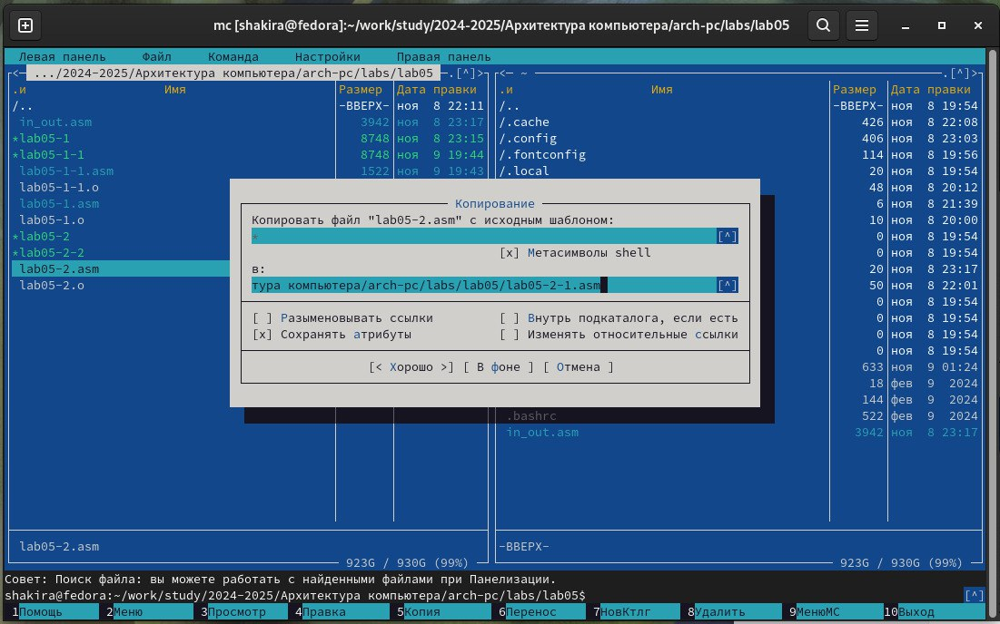 mc [shakira@fedora]:~/work/study/2024-2025/Архитектура компьютера/arch-pc/labs/lab05
Левая панель Файл Команда Настройки Правая панель
<— .../2024-2025/Архитектура компьютера/arch-pc/labs/lab05 —.[^]> <— ~ —.[^]>
.и Имя Размер Дата правки .и Имя Размер Дата правки
/.. -ВВЕРХ- ноя 8 22:11 /.. -ВВЕРХ- ноя 8 19:54
in_out.asm 3942 ноя 8 23:17 /.cache 426 ноя 8 22:08
*lab05-1 8748 ноя 8 23:15 /.config 406 ноя 8 23:03
*lab05-1-1 8748 ноя 9 19:44 /.fontconfig 114 ноя 8 19:56
lab05-1-1.asm 1522 ноя 9 19:43 /.local 20 ноя 8 19:54
lab05-1-1.o 48 ноя 8 20:12
lab05-1.asm Копирование 6 ноя 8 21:39
lab05-1.o Копировать файл "lab05-2.asm" с исходным шаблоном: 10 ноя 8 20:00
*lab05-2 * [^] 0 ноя 8 19:54
*lab05-2-2 [x] Метасимволы shell 0 ноя 8 19:54
lab05-2.asm в: 20 ноя 8 23:17
lab05-2.o тура компьютера/arch-pc/labs/lab05/lab05-2-1.asm [^] 50 ноя 8 22:01
0 ноя 8 19:54
[ ] Разыменовывать ссылки [ ] Внутрь подкаталога, если есть 0 ноя 8 19:54
[x] Сохранять атрибуты [ ] Изменять относительные ссылки 0 ноя 8 19:54
0 ноя 8 19:54
[< Хорошо >] [ В фоне ] [ Отмена ] 633 ноя 9 01:24
18 фев 9 2024
144 фев 9 2024
.bashrc 522 фев 9 2024
in_out.asm 3942 ноя 8 23:17
lab05-2.asm -ВВЕРХ-
923G / 930G (99%) 923G / 930G (99%)
Совет: Поиск файла: вы можете работать с найденными файлами при Панелизации.
shakira@fedora:~/work/study/2024-2025/Архитектура компьютера/arch-pc/labs/lab05$ [^]
1Помощь 2Меню 3Просмотр 4Правка 5Копия 6Перенос 7НовКтлг 8Удалить 9МенюMC 10Выход